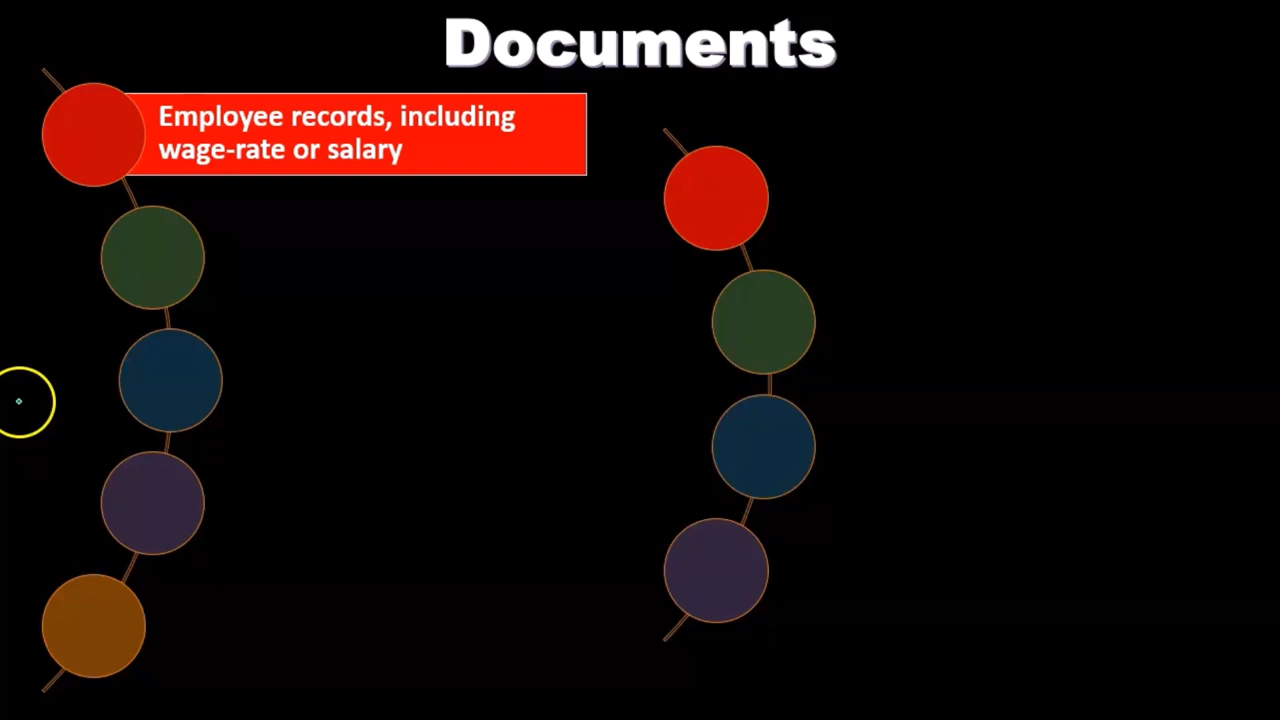 Documents
Employee records, including
wage-rate or salary